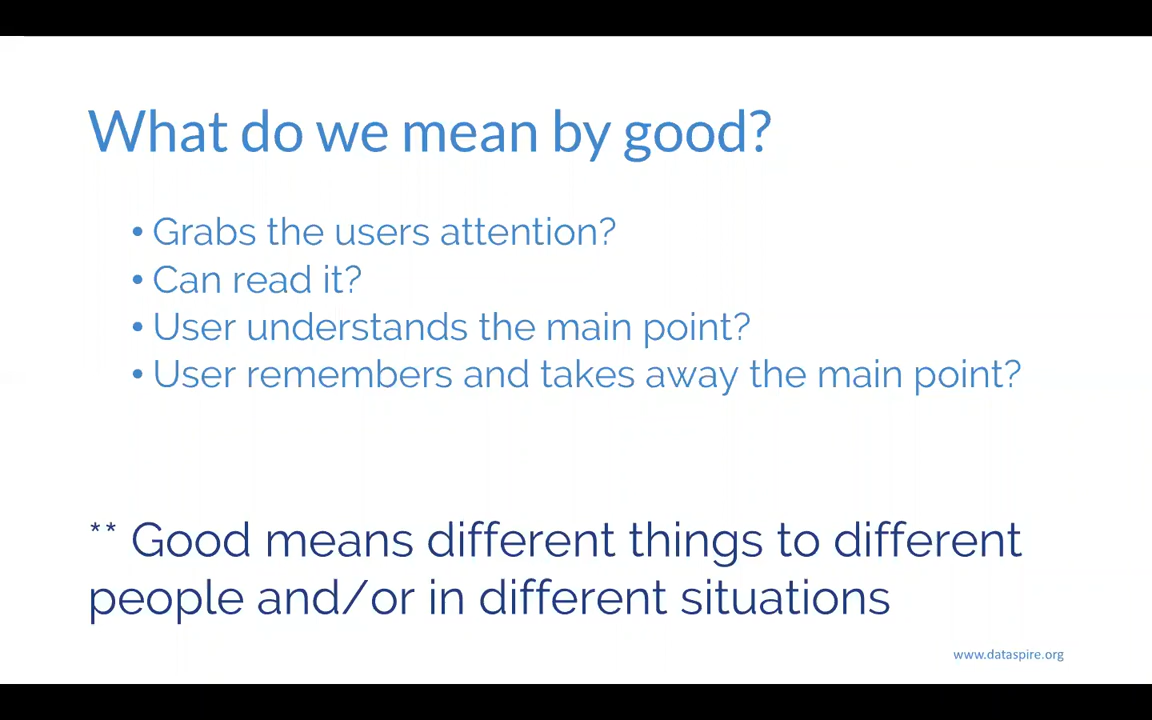 What do we mean by good?
• Grabs the users attention?
• Can read it?
• User understands the main point?
• User remembers and takes away the main point?
** Good means different things to different
people and/or in different situations
www.dataspire.org